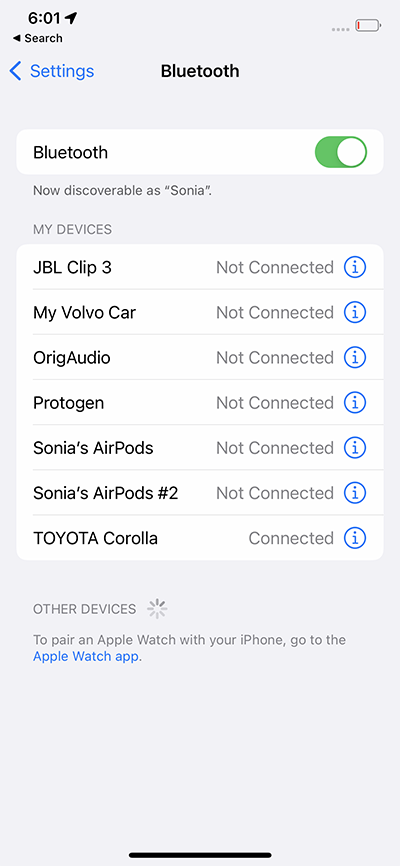 6:01
◀ Search
Settings
Bluetooth
Bluetooth
Now discoverable as “Sonia”.
MY DEVICES
JBL Clip 3 Not Connected
My Volvo Car Not Connected
OrigAudio Not Connected
Protogen Not Connected
Sonia’s AirPods Not Connected
Sonia’s AirPods #2 Not Connected
TOYOTA Corolla Connected
OTHER DEVICES
To pair an Apple Watch with your iPhone, go to the
Apple Watch app.